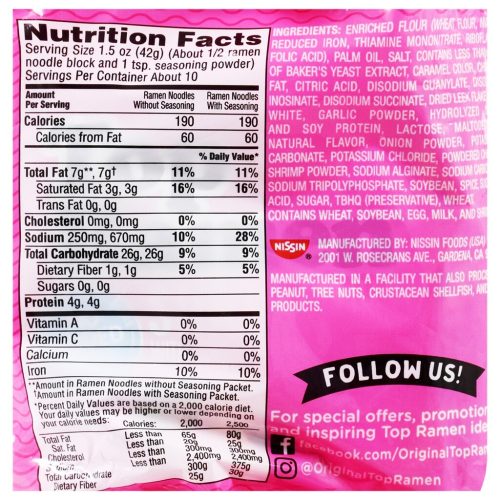 Nutrition Facts
Serving Size 1.5 oz (42g) (About 1/2 ramen
noodle block and 1 tsp. seasoning powder)
Servings Per Container About 10
Amount Per Serving
Ramen Noodles Without Seasoning
Ramen Noodles With Seasoning
Calories 190 190
Calories from Fat 60 60
% Daily Value*
Total Fat 7g**, 7g† 11% 11%
Saturated Fat 3g, 3g 16% 16%
Trans Fat 0g, 0g
Cholesterol 0mg, 0mg 0% 0%
Sodium 250mg, 670mg 10% 28%
Total Carbohydrate 26g, 26g 9% 9%
Dietary Fiber 1g, 1g 5% 5%
Sugars 0g, 0g
Protein 4g, 4g
Vitamin A 0% 0%
Vitamin C 0% 0%
Calcium 0% 0%
Iron 10% 10%
**Amount in Ramen Noodles without Seasoning Packet.
†Amount in Ramen Noodles with Seasoning Packet.
*Percent Daily Values are based on a 2,000 calorie diet.
Your daily values may be higher or lower depending on
your calorie needs: Calories: 2,000 2,500
Total Fat Less than 65g 80g
Sat. Fat Less than 20g 25g
Cholesterol Less than 300mg 300mg
Less than 2,400mg 2,400mg
Total Carbohydrate 300g 375g
Dietary Fiber 25g 30g
INGREDIENTS: ENRICHED FLOUR (WHEAT FLOUR,
REDUCED IRON, THIAMINE MONONITRATE,
FOLIC ACID), PALM OIL, SALT, CONTAINS LESS
OF BAKER'S YEAST EXTRACT, CARAMEL COLOR,
FAT, CITRIC ACID, DISODIUM GUANYLATE,
INOSINATE, DISODIUM SUCCINATE, DRIED LEEK
WHITE, GARLIC POWDER, HYDROLYZED
AND SOY PROTEIN, LACTOSE,
NATURAL FLAVOR, ONION POWDER,
CARBONATE, POTASSIUM CHLORIDE, POWDERED
SHRIMP POWDER, SODIUM ALGINATE, SODIUM
SODIUM TRIPOLYPHOSPHATE, SOYBEAN, SPICE,
ACID, SUGAR, TBHQ (PRESERVATIVE), WHEAT.
CONTAINS WHEAT, SOYBEAN, EGG, MILK, AND
NISSIN
MANUFACTURED BY: NISSIN FOODS (USA)
2001 W. ROSECRANS AVE., GARDENA, CA
MANUFACTURED IN A FACILITY THAT ALSO
PEANUT, TREE NUTS, CRUSTACEAN SHELLFISH, AND
PRODUCTS.
FOLLOW US!
For special offers,
and inspiring Top Ramen
facebook.com/OriginalTopRamen
@OriginalTopRamen